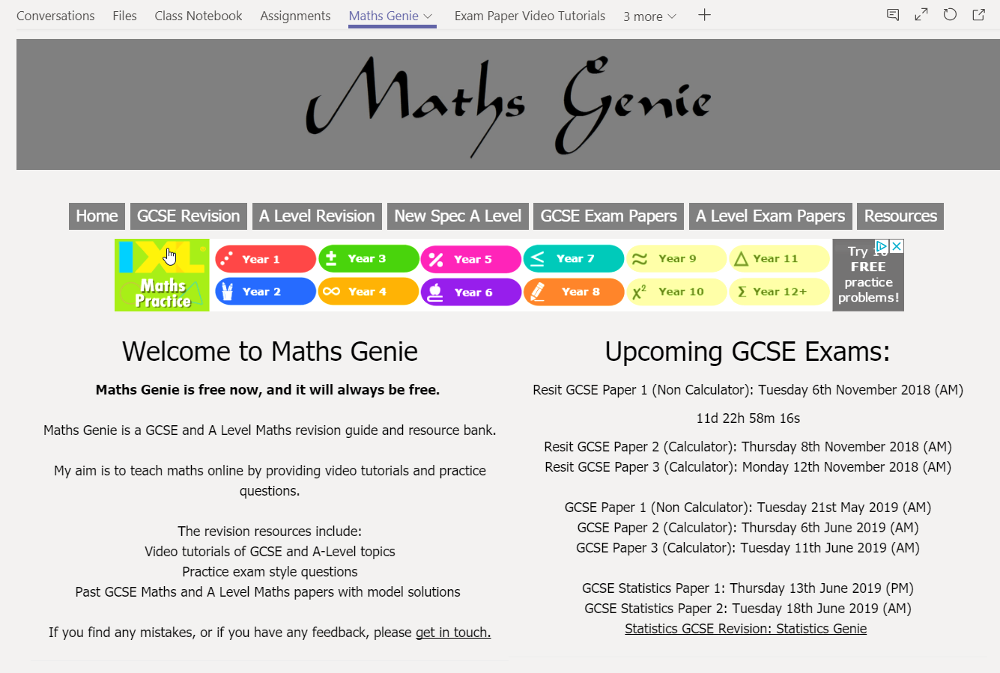 Conversations Files Class Notebook Assignments Maths Genie Exam Paper Video Tutorials 3 more
Maths Genie
Home GCSE Revision A Level Revision New Spec A Level GCSE Exam Papers A Level Exam Papers Resources
IXL
Maths
Practice
Year 1 Year 3 Year 5 Year 7 Year 9 Year 11
Year 2 Year 4 Year 6 Year 8 Year 10 Year 12+
Try 10
FREE
practice
problems!
Welcome to Maths Genie
Maths Genie is free now, and it will always be free.
Maths Genie is a GCSE and A Level Maths revision guide and resource bank.
My aim is to teach maths online by providing video tutorials and practice
questions.
The revision resources include:
Video tutorials of GCSE and A-Level topics
Practice exam style questions
Past GCSE Maths and A Level Maths papers with model solutions
If you find any mistakes, or if you have any feedback, please get in touch.
Upcoming GCSE Exams:
Resit GCSE Paper 1 (Non Calculator): Tuesday 6th November 2018 (AM)
11d 22h 58m 16s
Resit GCSE Paper 2 (Calculator): Thursday 8th November 2018 (AM)
Resit GCSE Paper 3 (Calculator): Monday 12th November 2018 (AM)
GCSE Paper 1 (Non Calculator): Tuesday 21st May 2019 (AM)
GCSE Paper 2 (Calculator): Thursday 6th June 2019 (AM)
GCSE Paper 3 (Calculator): Tuesday 11th June 2019 (AM)
GCSE Statistics Paper 1: Thursday 13th June 2019 (PM)
GCSE Statistics Paper 2: Tuesday 18th June 2019 (AM)
Statistics GCSE Revision: Statistics Genie